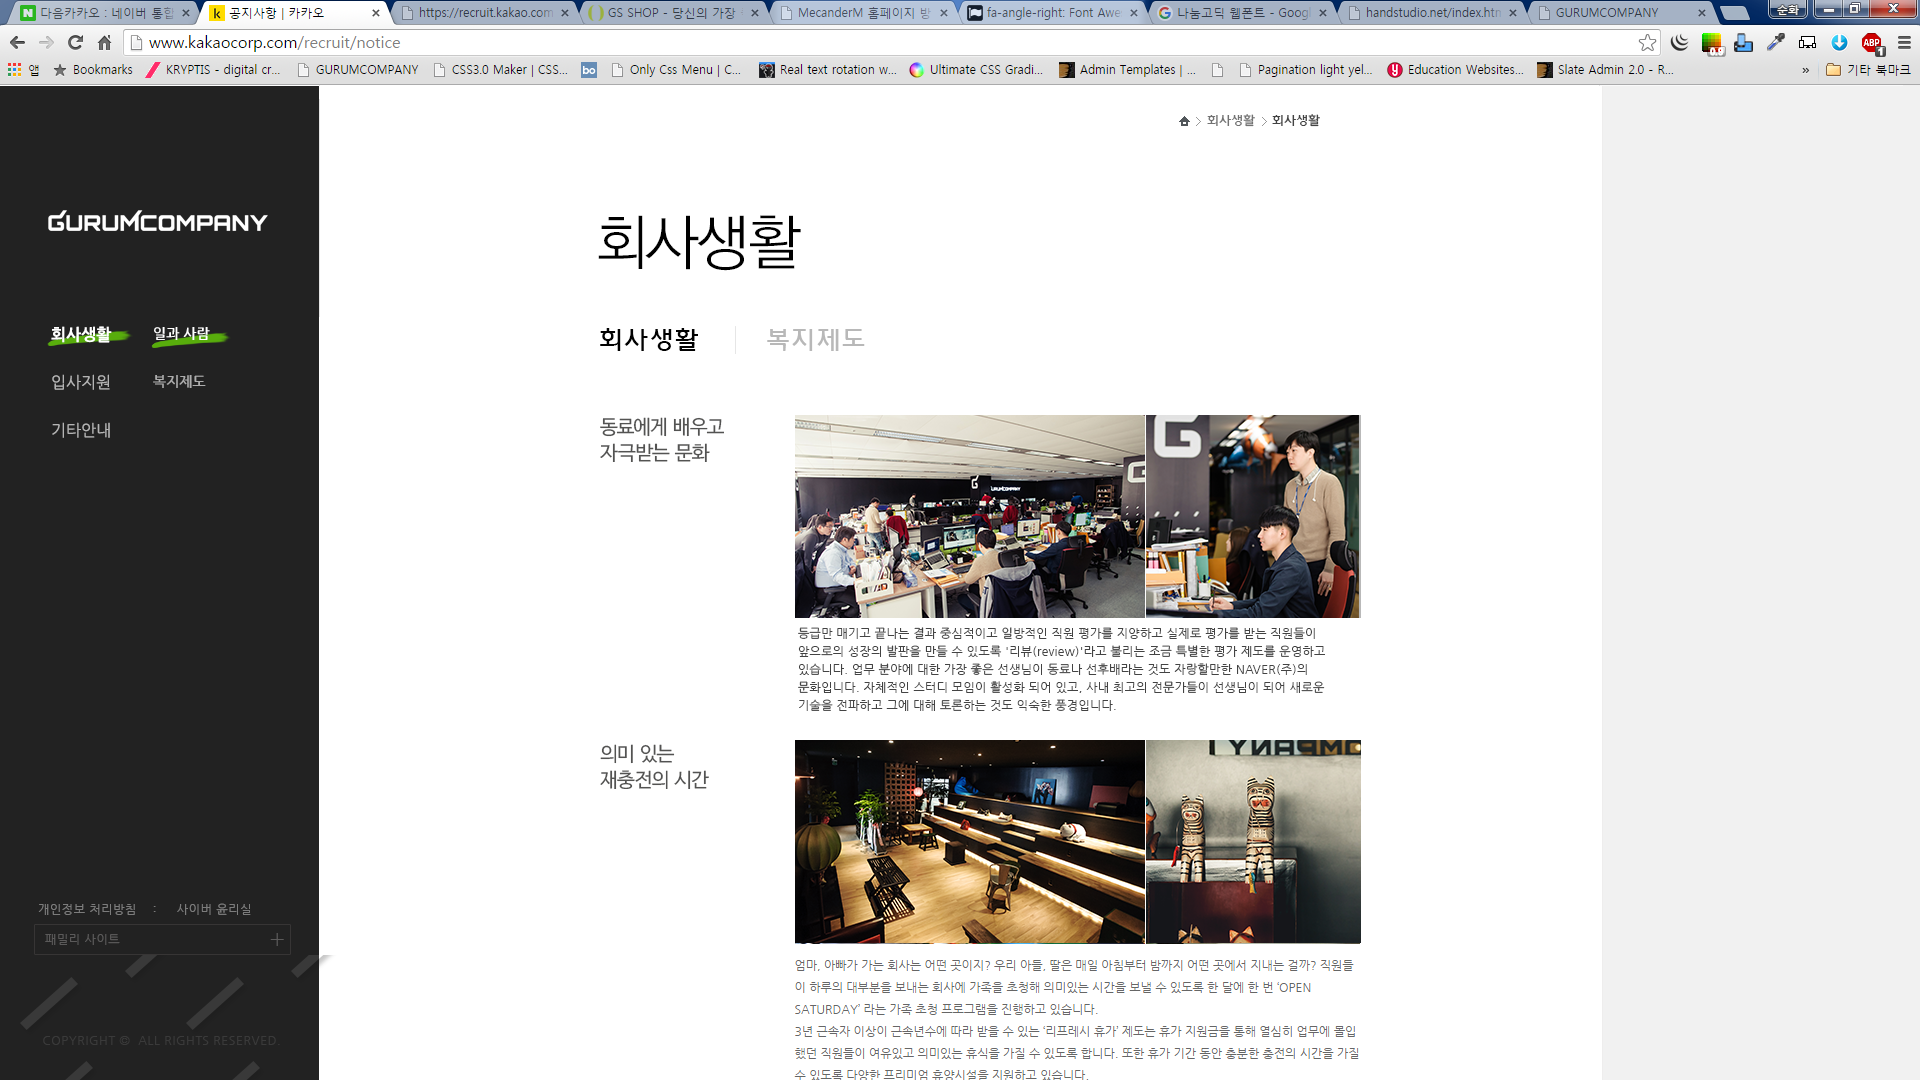 다음카카오 : 네이버 통합
공지사항 | 카카오
https://recruit.kakao.com
GS SHOP - 당신의 가장
MecanderM 홈페이지 방
fa-angle-right: Font Awe
나눔고딕 웹폰트 - Goog
handstudio.net/index.htm
GURUMCOMPANY
순화
www.kakaocorp.com/recruit/notice
앱
Bookmarks
KRYPTIS - digital cr...
GURUMCOMPANY
CSS3.0 Maker | CSS...
bo
Only Css Menu | C...
Real text rotation w...
Ultimate CSS Gradi...
Admin Templates | ...
Pagination light yel...
Education Websites...
Slate Admin 2.0 - R...
»
기타 북마크
회사생활 > 회사생활
GURUMCOMPANY
회사생활
회사생활
복지제도
회사생활
일과 사람
입사지원
복지제도
기타안내
동료에게 배우고
자극받는 문화
등급만 매기고 끝나는 결과 중심적이고 일방적인 직원 평가를 지양하고 실제로 평가를 받는 직원들이
앞으로의 성장의 발판을 만들 수 있도록 '리뷰(review)'라고 불리는 조금 특별한 평가 제도를 운영하고
있습니다. 업무 분야에 대한 가장 좋은 선생님이 동료나 선후배라는 것도 자랑할만한 NAVER(주)의
문화입니다. 자체적인 스터디 모임이 활성화 되어 있고, 사내 최고의 전문가들이 선생님이 되어 새로운
기술을 전파하고 그에 대해 토론하는 것도 익숙한 풍경입니다.
의미 있는
재충전의 시간
엄마, 아빠가 가는 회사는 어떤 곳이지? 우리 아들, 딸은 매일 아침부터 밤까지 어떤 곳에서 지내는 걸까? 직원들
이 하루의 대부분을 보내는 회사에 가족을 초청해 의미있는 시간을 보낼 수 있도록 한 달에 한 번 ‘OPEN
SATURDAY’ 라는 가족 초청 프로그램을 진행하고 있습니다.
3년 근속자 이상이 근속년수에 따라 받을 수 있는 ‘리프레시 휴가’ 제도는 휴가 지원금을 통해 열심히 업무에 몰입
했던 직원들이 여유있고 의미있는 휴식을 가질 수 있도록 합니다. 또한 휴가 기간 동안 충분한 충전의 시간을 가질
수 있도록 다양한 프리미엄 휴양시설을 지원하고 있습니다.
개인정보 처리방침 : 사이버 윤리실
패밀리 사이트
COPYRIGHT © ALL RIGHTS RESERVED.